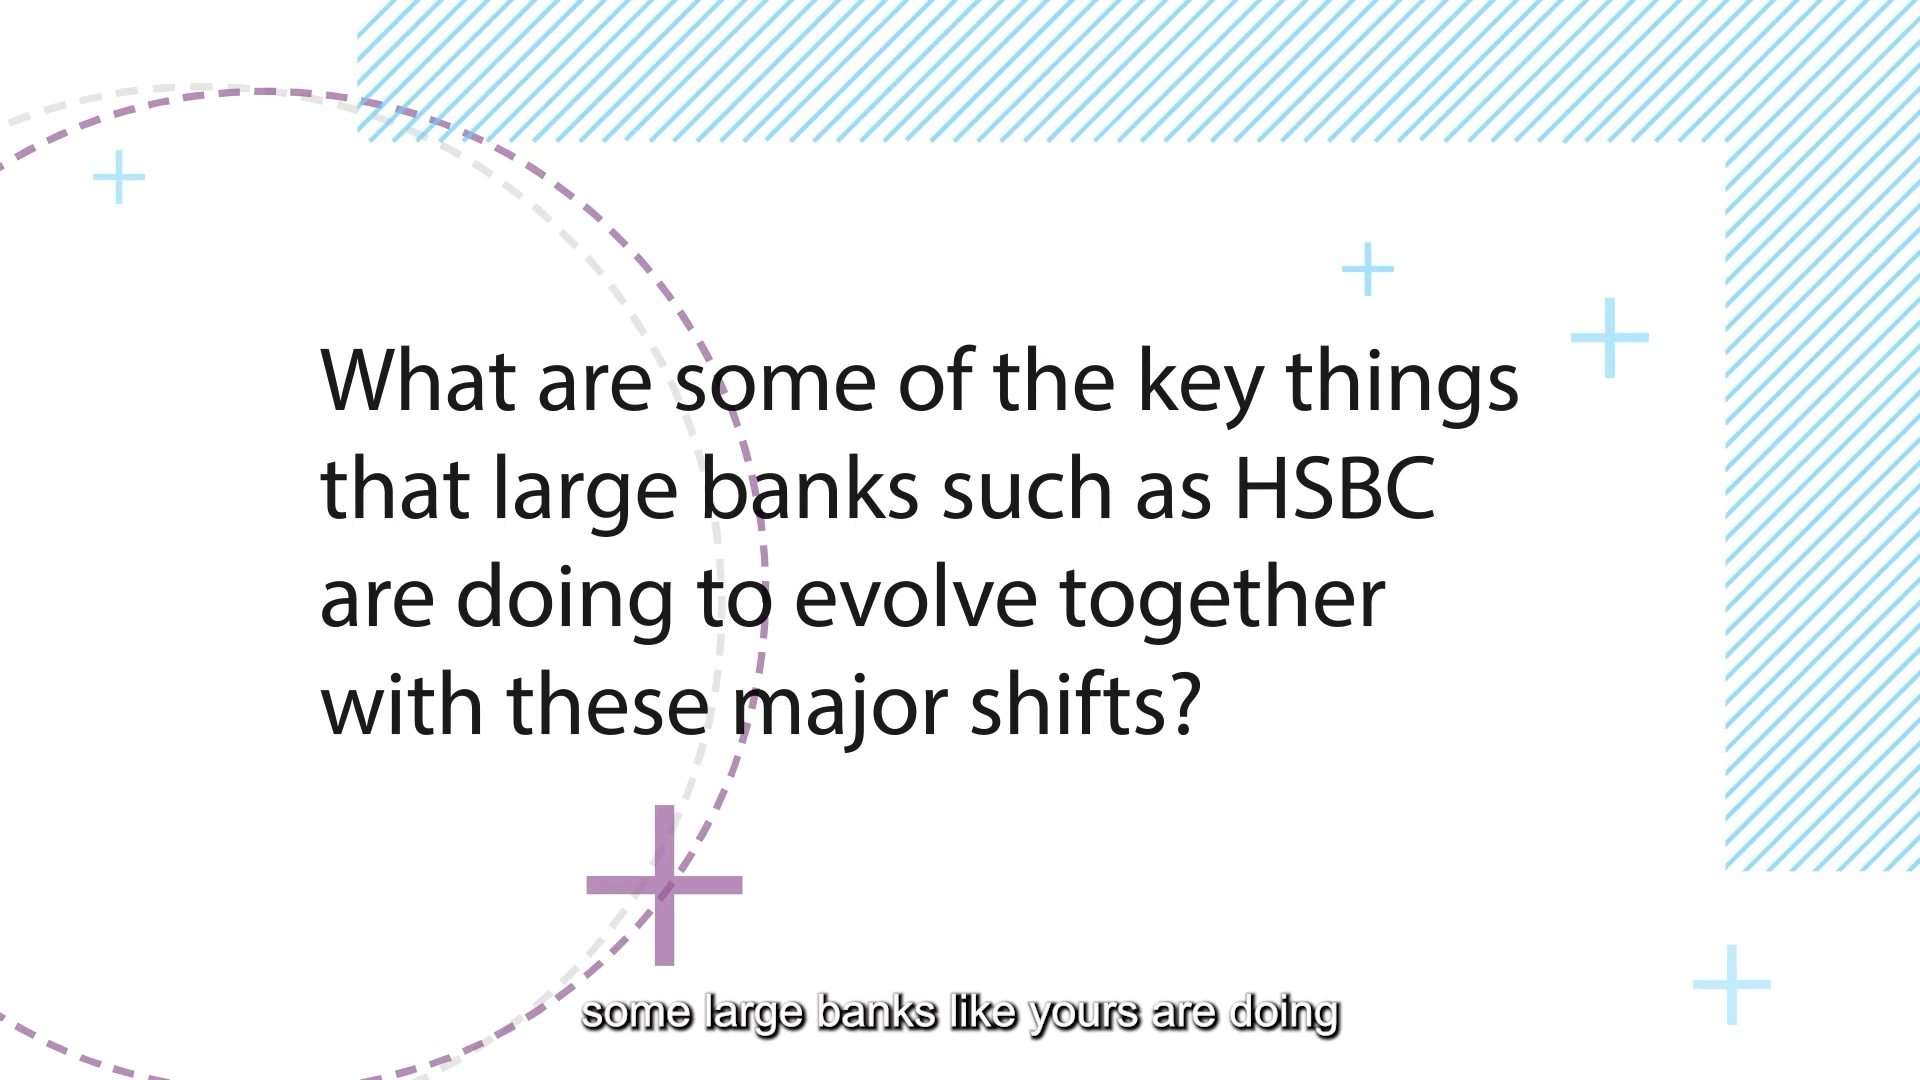 What are some of the key things
that large banks such as HSBC
are doing to evolve together
with these major shifts?
some large banks like yours are doing